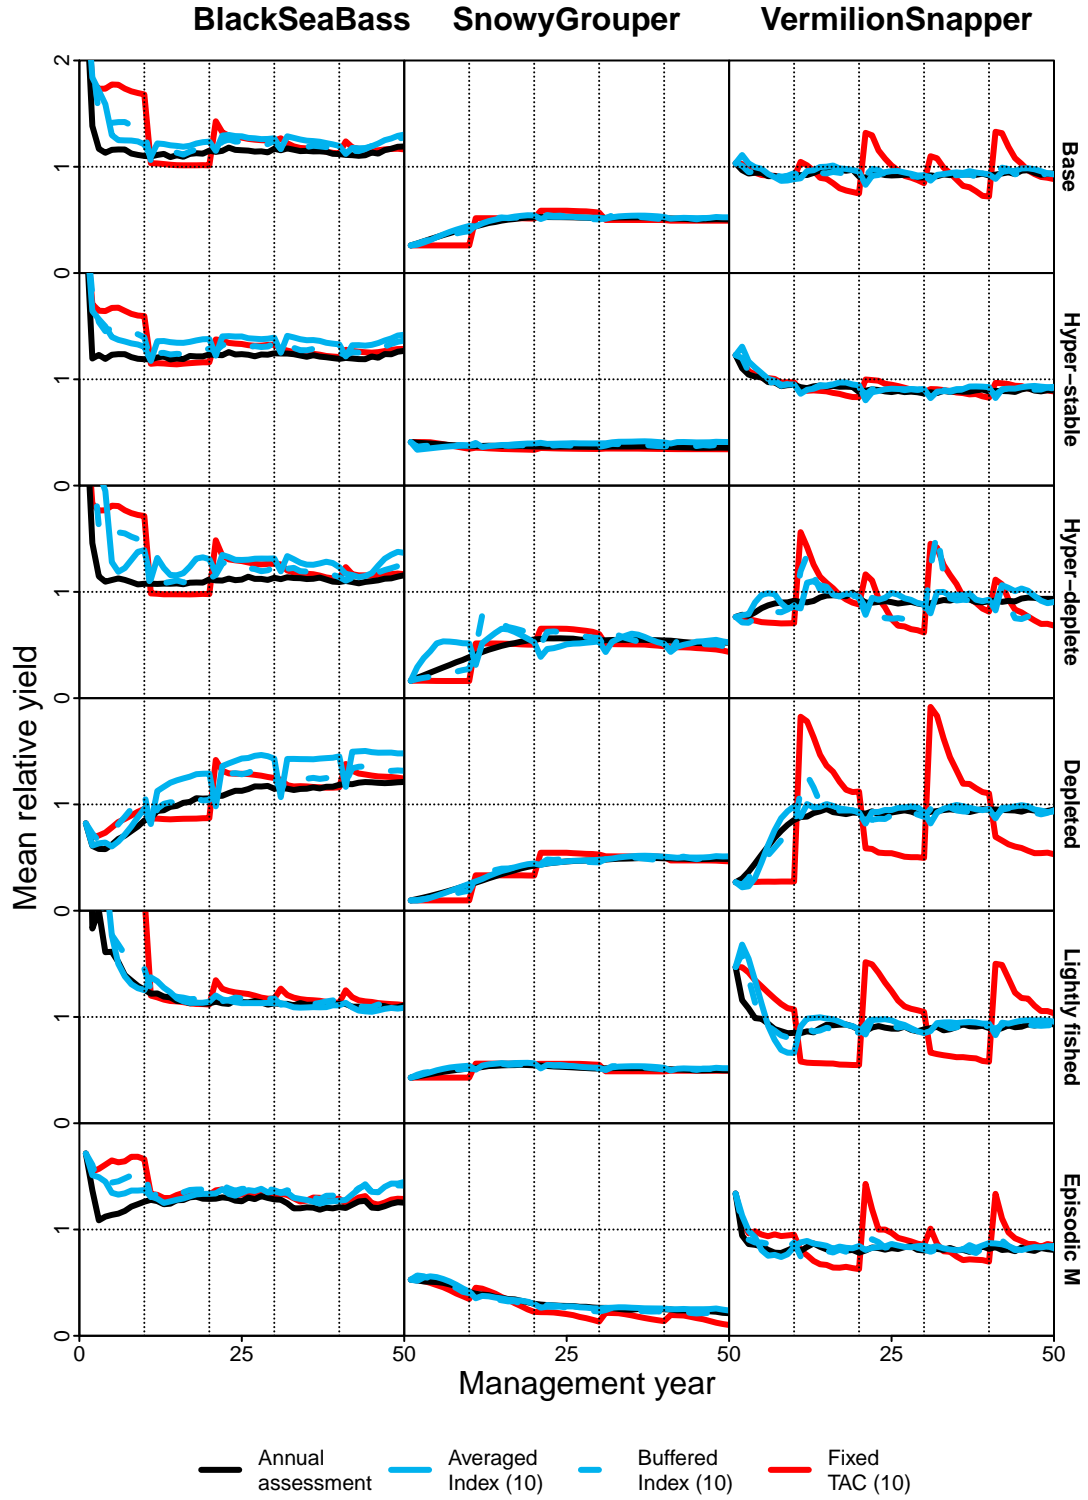 BlackSeaBass SnowyGrouper VermilionSnapper
2
1
0
Base
1
0
Hyper−stable
1
0
Hyper−deplete
1
0
Depleted
1
0
Lightly fished
1
0
Episodic M
Mean relative yield
0 25 50 25 50 25 50
Management year
Annual assessment
Averaged Index (10)
Buffered Index (10)
Fixed TAC (10)